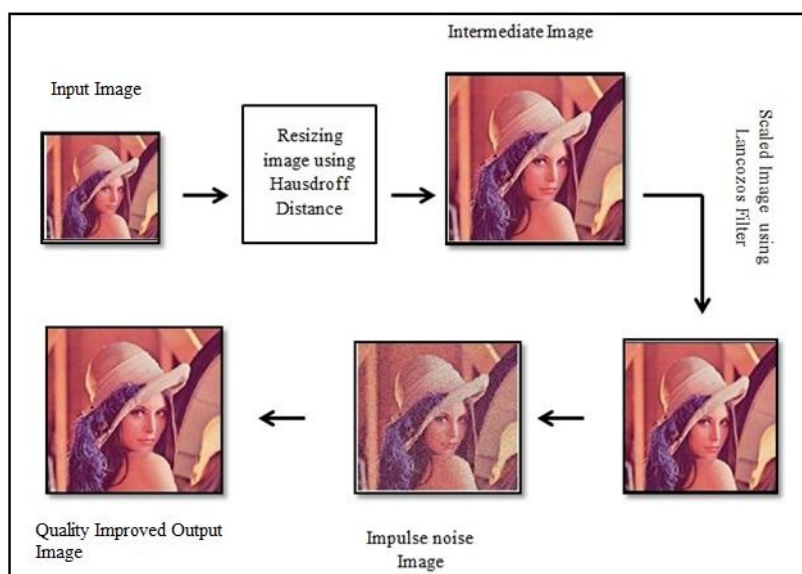 Intermediate Image
Input Image
Resizing
image using
Hausdroff
Distance
Scaled Image using
Lancozos Filter
Quality Improved Output
Image
Impulse noise
Image